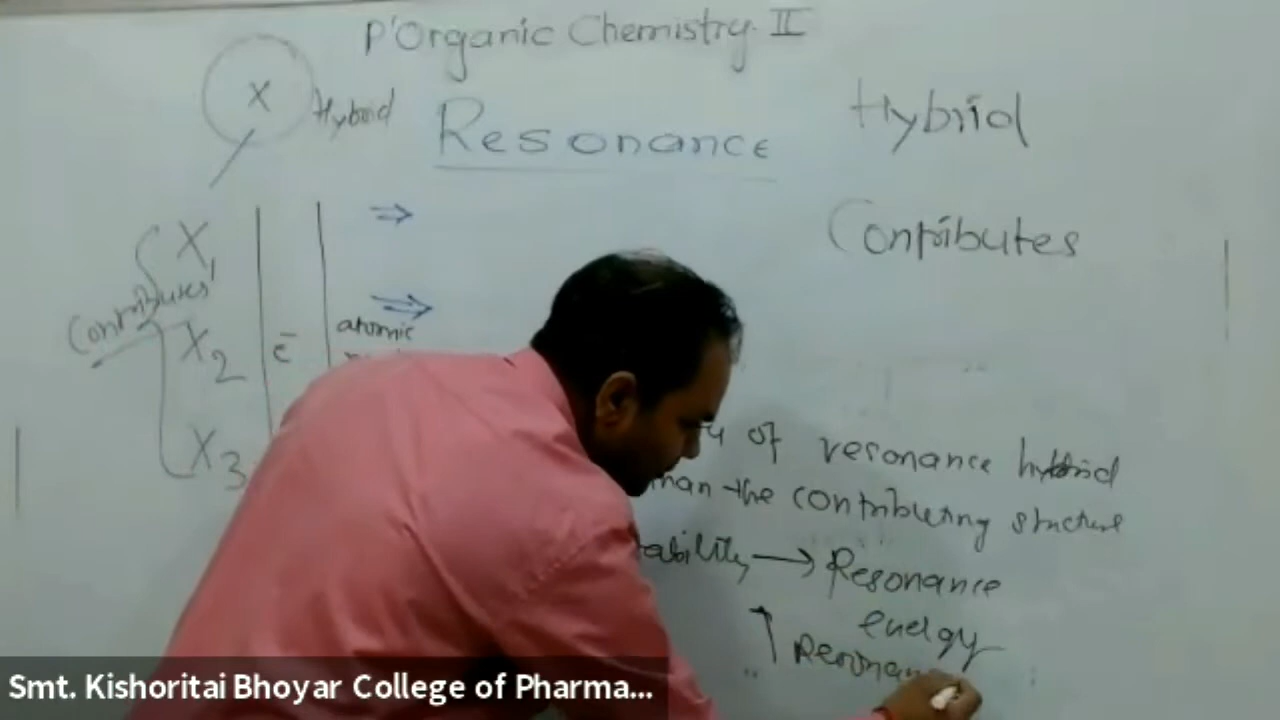 P'Organic Chemistry II
X
Hybrid
Resonance
Hybrid
Contributes
Contributes
X1
X2
X3
e-
⇒
⇒
atomic
of resonance hybrid
man the contributing structure
ability → Resonance
energy
↑ Resonan
Smt. Kishoritai Bhoyar College of Pharma...